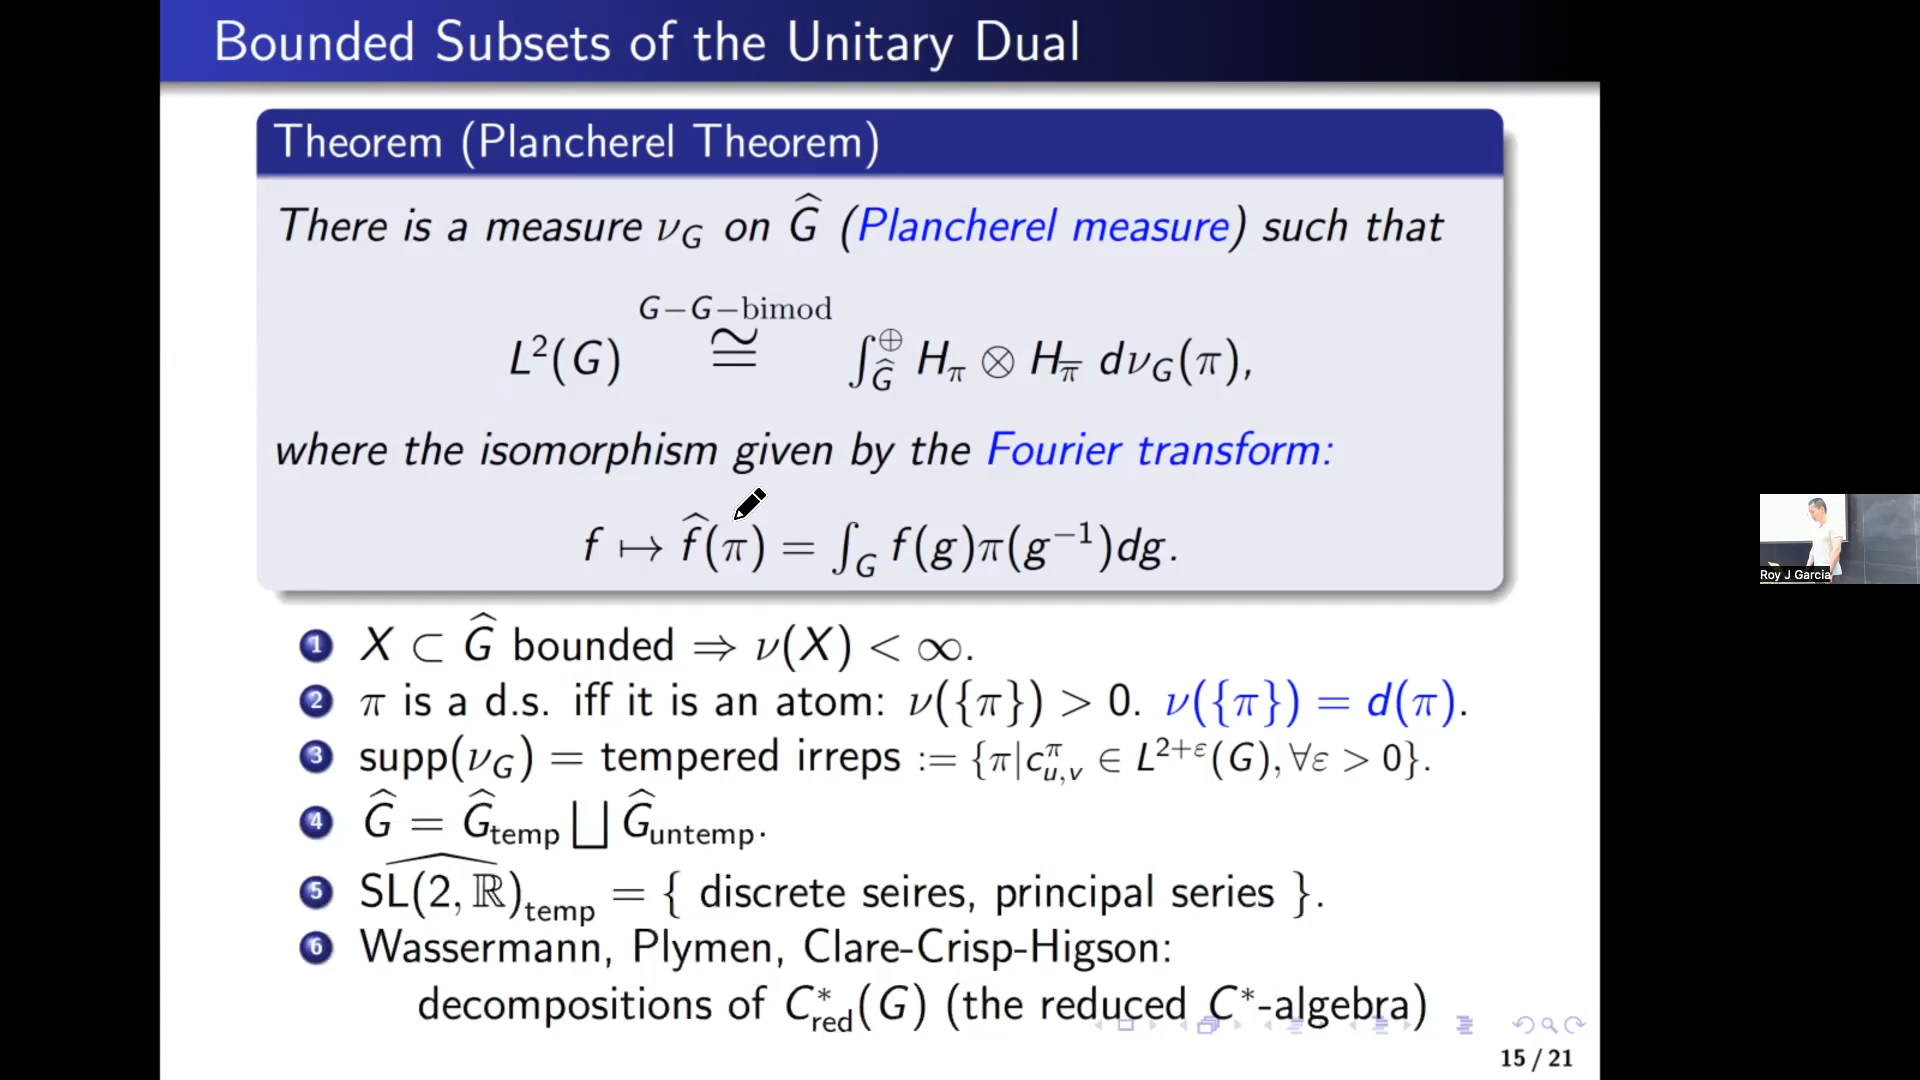 Bounded Subsets of the Unitary Dual
Theorem (Plancherel Theorem)
There is a measure ν_G on Ĝ (Plancherel measure) such that
L²(G) ≅^{G−G−bimod} ∫^⊕_Ĝ H_π ⊗ H_π̅ dν_G(π),
where the isomorphism given by the Fourier transform:
f ↦ f̂(π) = ∫_G f(g)π(g⁻¹)dg.
1 X ⊂ Ĝ bounded ⇒ ν(X) < ∞.
2 π is a d.s. iff it is an atom: ν({π}) > 0. ν({π}) = d(π).
3 supp(ν_G) = tempered irreps := {π|c^π_{u,v} ∈ L^{2+ε}(G), ∀ε > 0}.
4 Ĝ = Ĝ_temp ⨆ Ĝ_untemp.
5 \widehat{SL(2, ℝ)}_temp = { discrete seires, principal series }.
6 Wassermann, Plymen, Clare-Crisp-Higson:
decompositions of C*_red(G) (the reduced C*-algebra)
15 / 21
Roy J Garcia